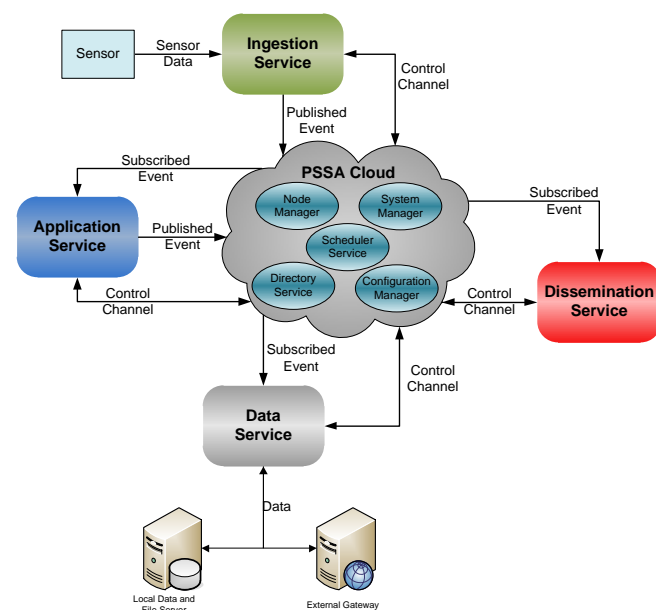 Sensor
Sensor
Data
Ingestion
Service
Control
Channel
Published
Event
Subscribed
Event
PSSA Cloud
Node
Manager
System
Manager
Subscribed
Event
Application
Service
Published
Event
Scheduler
Service
Directory
Service
Configuration
Manager
Control
Channel
Control
Channel
Dissemination
Service
Subscribed
Event
Control
Channel
Data
Service
Data
Local Data and
File Server
External Gateway